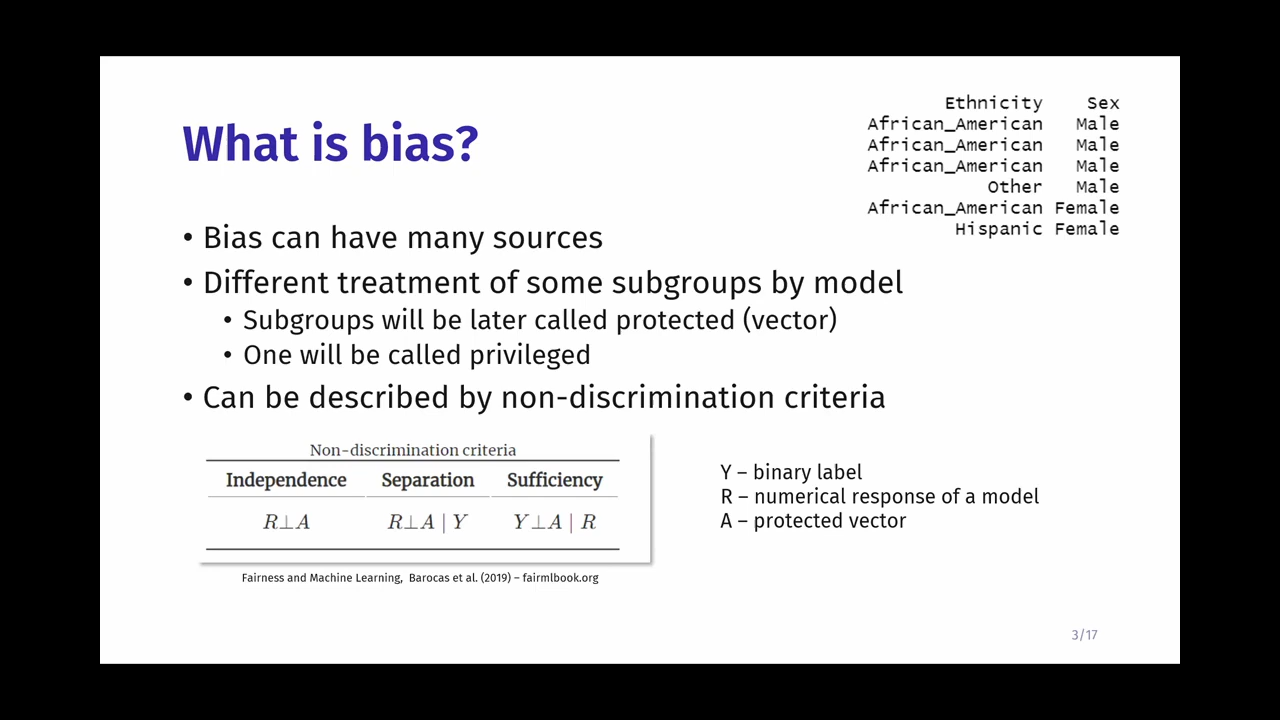 What is bias?
Ethnicity Sex
African_American Male
African_American Male
African_American Male
Other Male
African_American Female
Hispanic Female
• Bias can have many sources
• Different treatment of some subgroups by model
• Subgroups will be later called protected (vector)
• One will be called privileged
• Can be described by non-discrimination criteria
Non-discrimination criteria
Independence Separation Sufficiency
R⊥A R⊥A | Y Y⊥A | R
Fairness and Machine Learning, Barocas et al. (2019) – fairmlbook.org
Y – binary label
R – numerical response of a model
A – protected vector
3/17